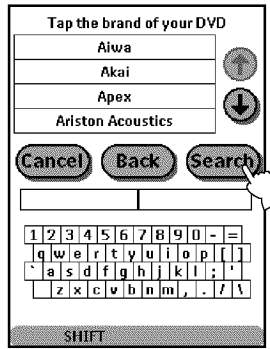 Tap the brand of your DVD
Aiwa
Akai
Apex
Ariston Acoustics
Cancel Back Search
1 2 3 4 5 6 7 8 9 0 - =
q w e r t y u i o p [ ]
` a s d f g h j k l ; '
z x c v b n m , . / \
SHIFT